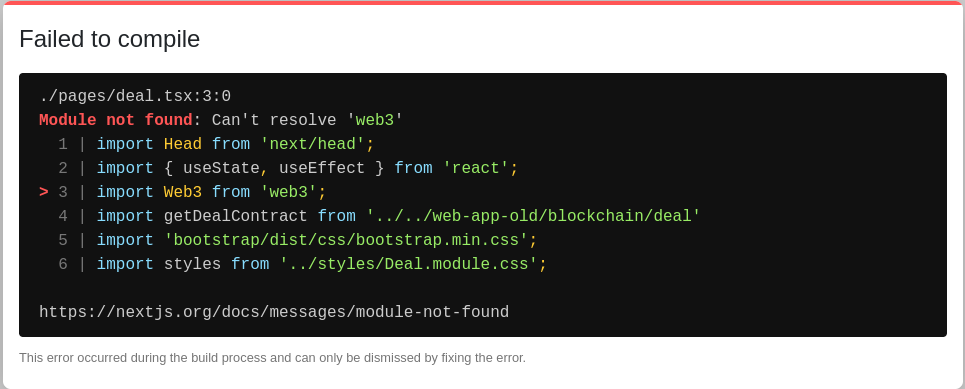 Failed to compile
./pages/deal.tsx:3:0
Module not found: Can't resolve 'web3'
1 | import Head from 'next/head';
2 | import { useState, useEffect } from 'react';
> 3 | import Web3 from 'web3';
4 | import getDealContract from '../../web-app-old/blockchain/deal'
5 | import 'bootstrap/dist/css/bootstrap.min.css';
6 | import styles from '../styles/Deal.module.css';
https://nextjs.org/docs/messages/module-not-found
This error occurred during the build process and can only be dismissed by fixing the error.